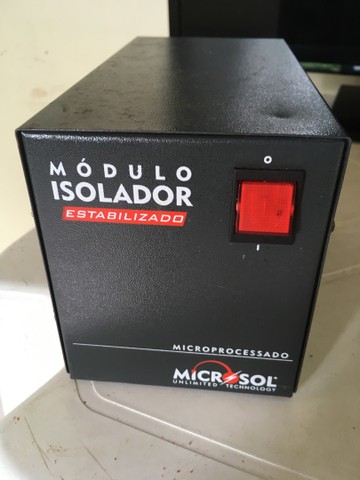 MÓDULO
ISOLADOR
ESTABILIZADO
O
I
MICROPROCESSADO
MICROSOL
UNLIMITED TECHNOLOGY